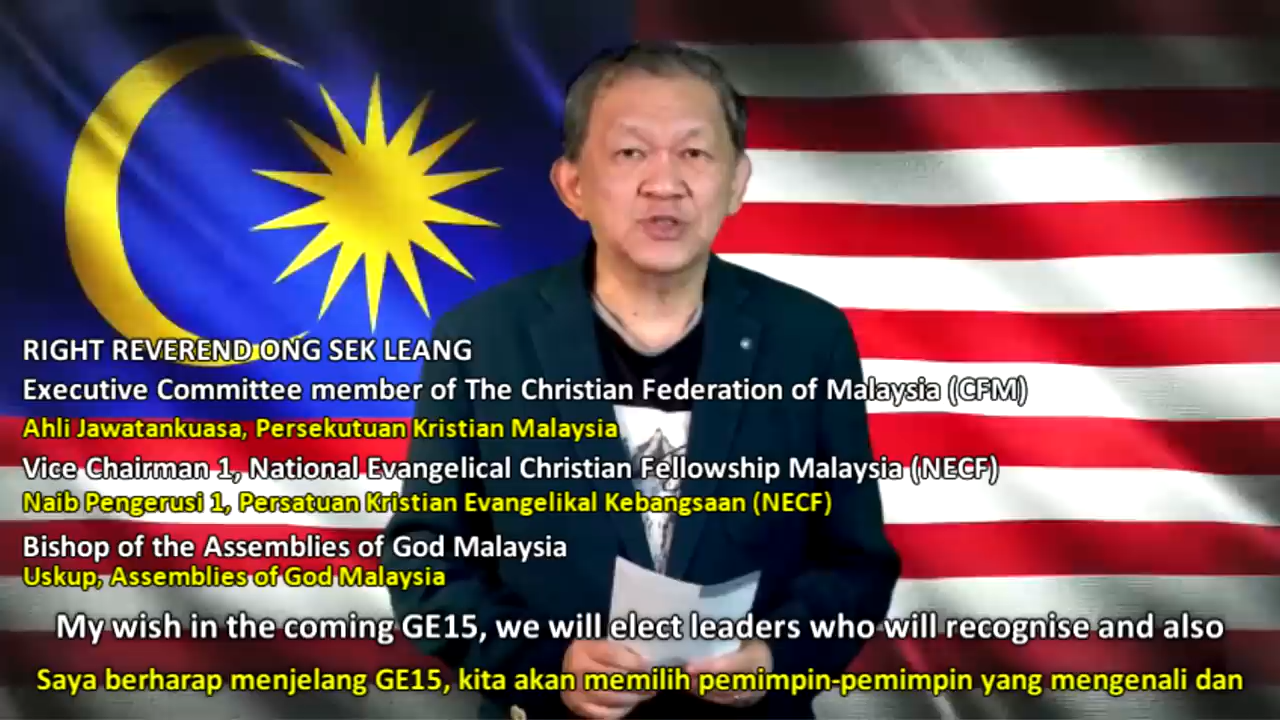 RIGHT REVEREND ONG SEK LEANG
Executive Committee member of The Christian Federation of Malaysia (CFM)
Ahli Jawatankuasa, Persekutuan Kristian Malaysia
Vice Chairman 1, National Evangelical Christian Fellowship Malaysia (NECF)
Naib Pengerusi 1, Persatuan Kristian Evangelikal Kebangsaan (NECF)
Bishop of the Assemblies of God Malaysia
Uskup, Assemblies of God Malaysia
My wish in the coming GE15, we will elect leaders who will recognise and also
Saya berharap menjelang GE15, kita akan memilih pemimpin-pemimpin yang mengenali dan